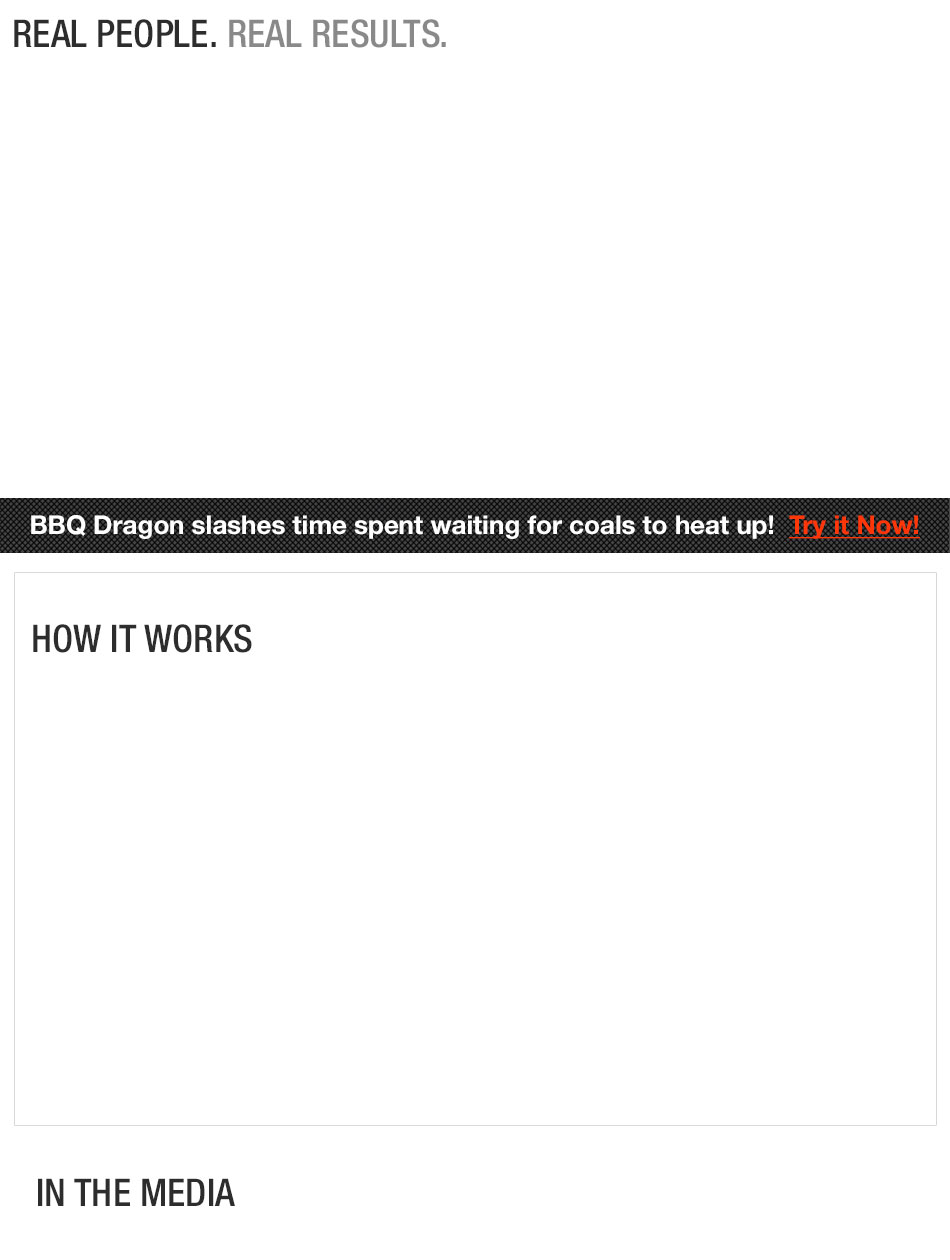 REAL PEOPLE. REAL RESULTS.
BBQ Dragon slashes time spent waiting for coals to heat up! Try it Now!
HOW IT WORKS
IN THE MEDIA